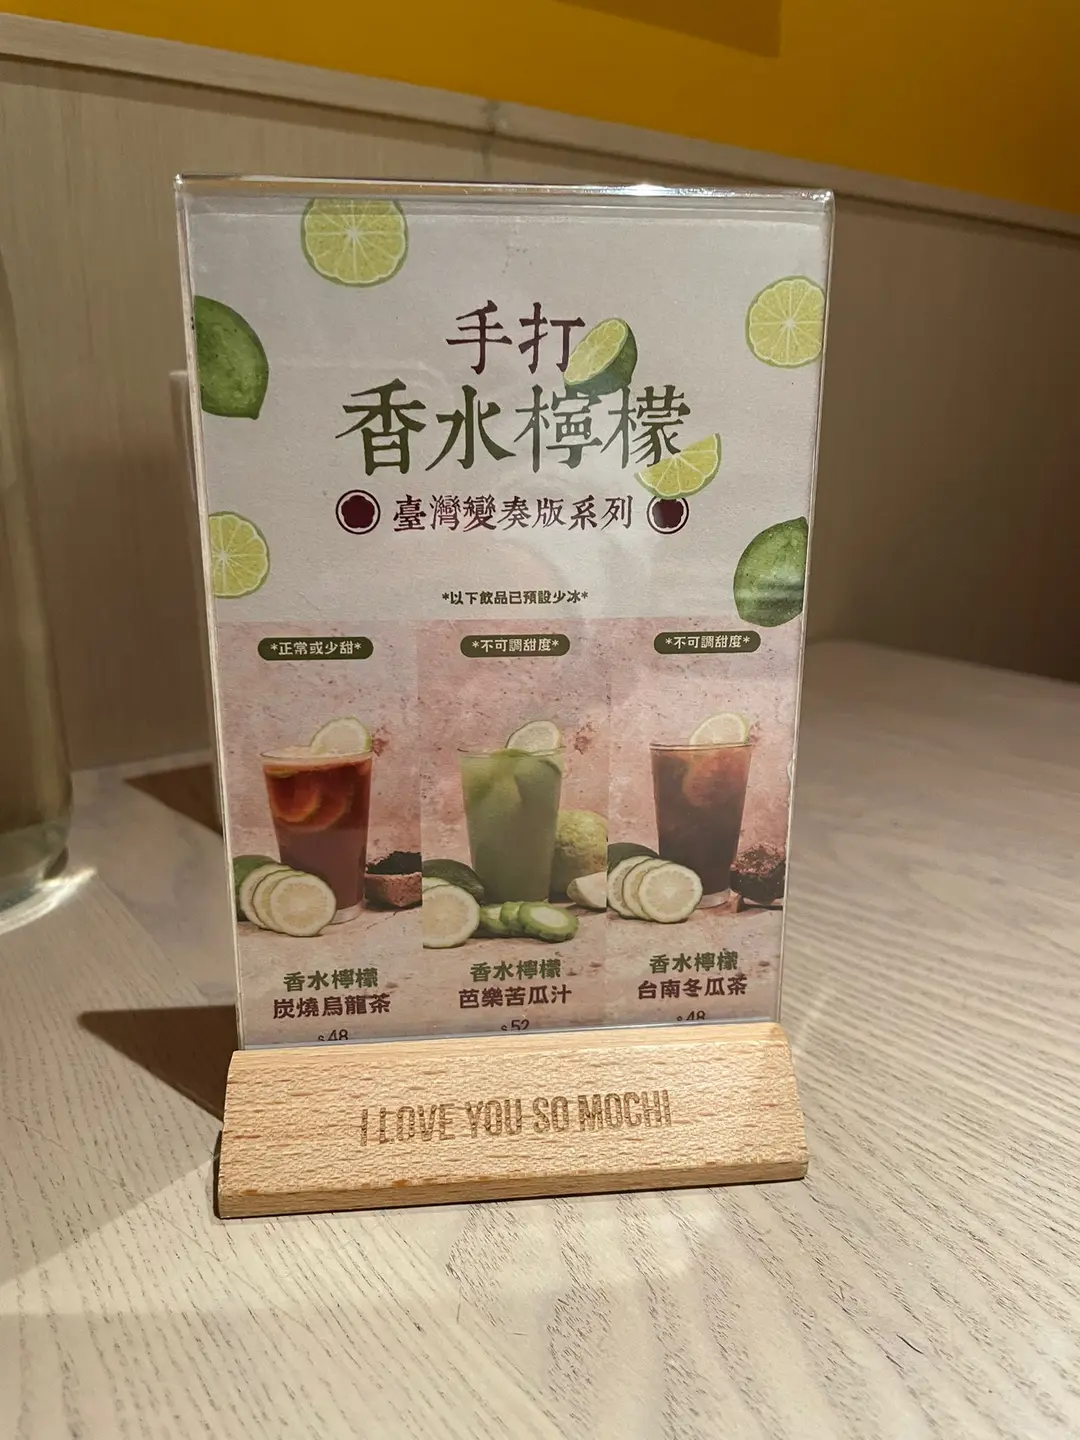 手打
香水檸檬
臺灣變奏版系列
*以下飲品已預設少冰*
*正常或少甜*
*不可調甜度*
*不可調甜度*
香水檸檬
炭燒烏龍茶
$48
香水檸檬
芭樂苦瓜汁
$52
香水檸檬
台南冬瓜茶
$48
I LOVE YOU SO MOCHI